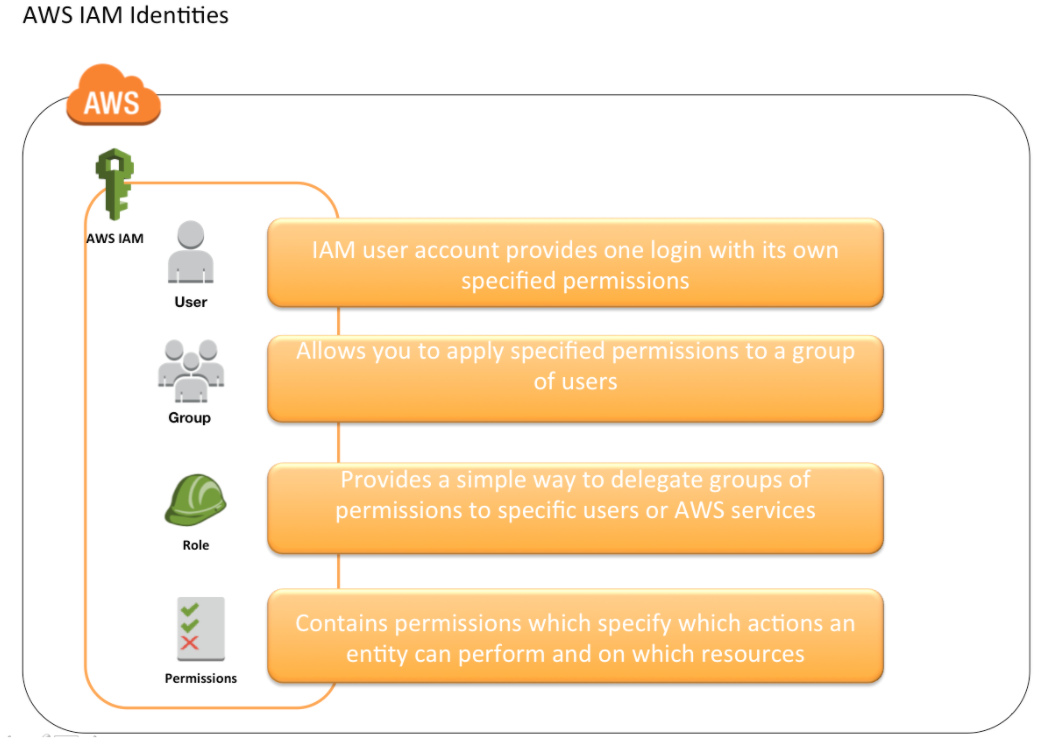 AWS IAM Identities
AWS
AWS IAM
User
IAM user account provides one login with its own
specified permissions
Group
Allows you to apply specified permissions to a group
of users
Role
Provides a simple way to delegate groups of
permissions to specific users or AWS services
Permissions
Contains permissions which specify which actions an
entity can perform and on which resources